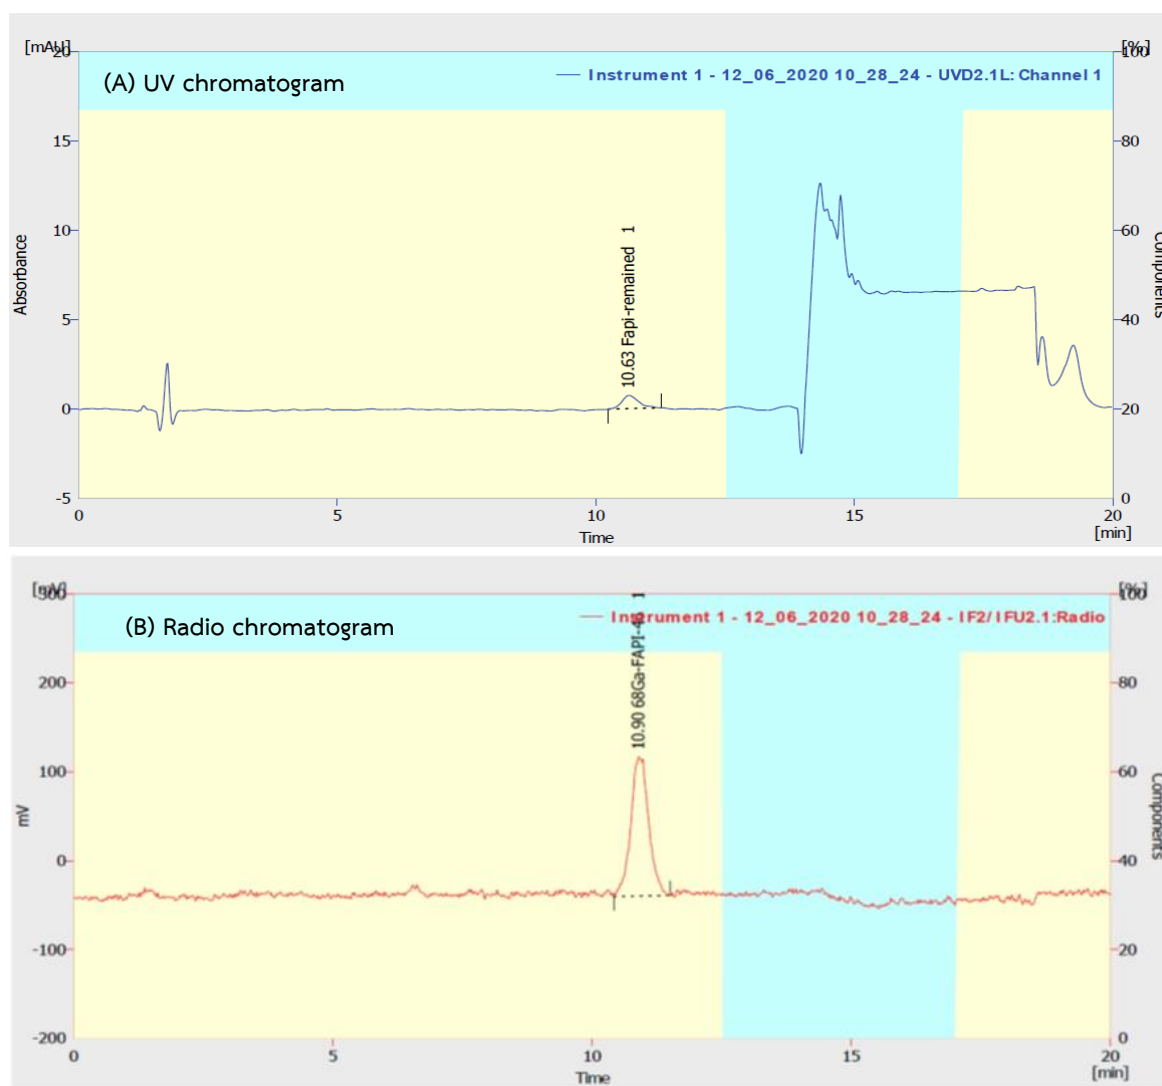 [mAU]
20
[%]
100
(A) UV chromatogram
Instrument 1 - 12_06_2020 10_28_24 - UVD2.1L: Channel 1
15
80
10
60
Absorbance
10.63 Fapi-remained 1
Components
5
40
0
20
-5
0
0
5
10
15
20
Time
[min]
[mV]
300
[%]
100
(B) Radio chromatogram
Instrument 1 - 12_06_2020 10_28_24 - IF2/IFU2.1:Radio
10.90 68Ga-FAPI-46 1
200
80
100
60
mV
Components
0
40
-100
20
-200
0
0
5
10
15
20
Time
[min]